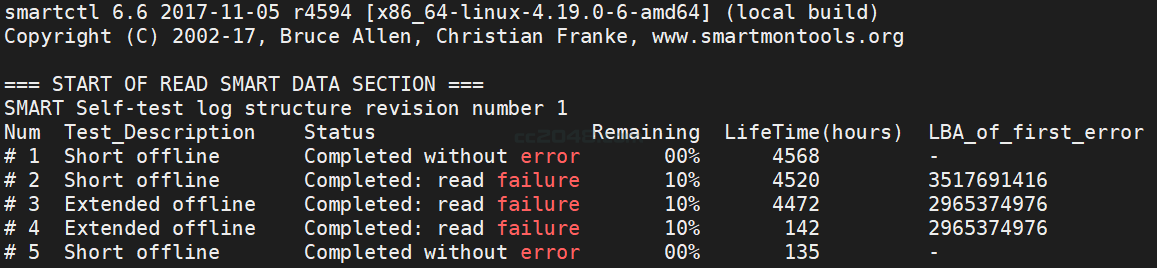 smartctl 6.6 2017-11-05 r4594 [x86_64-linux-4.19.0-6-amd64] (local build)
Copyright (C) 2002-17, Bruce Allen, Christian Franke, www.smartmontools.org
=== START OF READ SMART DATA SECTION ===
SMART Self-test log structure revision number 1
Num  Test_Description    Status                  Remaining  LifeTime(hours)  LBA_of_first_error
# 1  Short offline       Completed without error       00%      4568         -
# 2  Short offline       Completed: read failure       10%      4520         3517691416
# 3  Extended offline    Completed: read failure       10%      4472         2965374976
# 4  Extended offline    Completed: read failure       10%       142         2965374976
# 5  Short offline       Completed without error       00%       135         -